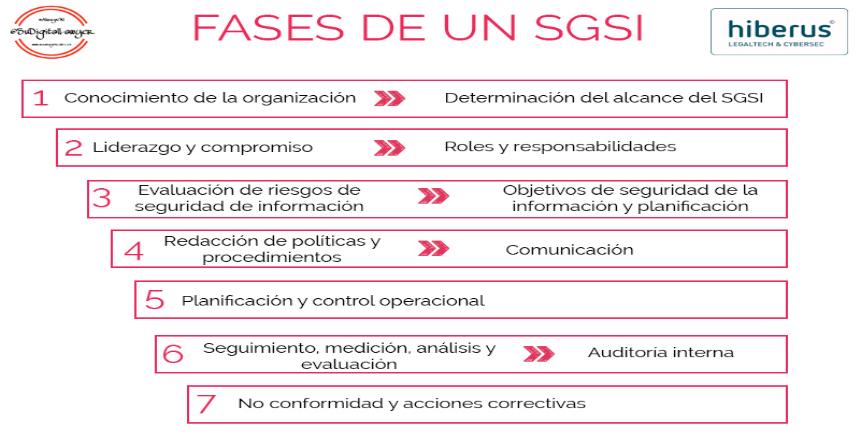 FASES DE UN SGSI
hiberus
LEGALTECH & CYBERSEC
1 Conocimiento de la organización >> Determinación del alcance del SGSI
2 Liderazgo y compromiso >> Roles y responsabilidades
3 Evaluación de riesgos de
seguridad de información >> Objetivos de seguridad de la
información y planificación
4 Redacción de políticas y
procedimientos >> Comunicación
5 Planificación y control operacional
6 Seguimiento, medición, análisis y
evaluación >> Auditoría interna
7 No conformidad y acciones correctivas